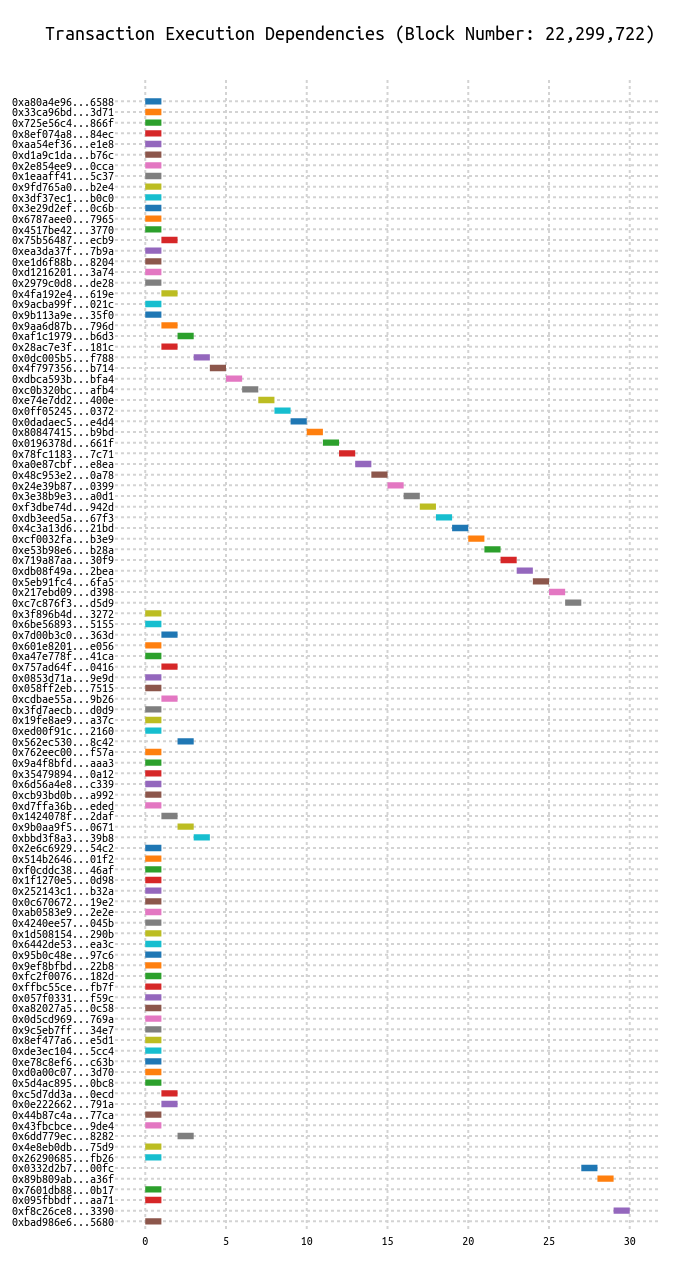 Transaction Execution Dependencies (Block Number: 22,299,722)
0xa80a4e96...6588
0x33ca96bd...3d71
0x725e56c4...866f
0x8ef074a8...84ec
0xaa54ef36...e1e8
0xd1a9c1da...b76c
0x2e854ee9...0cca
0x1eaaff41...5c37
0x9fd765a0...b2e4
0x3df37ec1...b0c0
0x3e29d2ef...0c6b
0x6787aee0...7965
0x4517be42...3770
0x75b56487...ecb9
0xea3da37f...7b9a
0xe1d6f88b...8204
0xd1216201...3a74
0x2979c0d8...de28
0x4fa192e4...619e
0x9acba99f...021c
0x9b113a9e...35f0
0x9aa6d87b...796d
0xaf1c1979...b6d3
0x28ac7e3f...181c
0x0dc005b5...f788
0x4f797356...b714
0xdbca593b...bfa4
0xc0b320bc...afb4
0xe74e7dd2...400e
0x0ff05245...0372
0x0dadaec5...e4d4
0x80847415...b9bd
0x0196378d...661f
0x78fc1183...7c71
0xa0e87cbf...e8ea
0x48c953e2...0a78
0x24e39b87...0399
0x3e38b9e3...a0d1
0xf3dbe74d...942d
0xdb3eed5a...67f3
0x4c3a13d6...21bd
0xcf0032fa...b3e9
0xe53b98e6...b28a
0x719a87aa...30f9
0xdb08f49a...2bea
0x5eb91fc4...6fa5
0x217ebd09...d398
0xc7c876f3...d5d9
0x3f896b4d...3272
0x6be56893...5155
0x7d00b3c0...363d
0x601e8201...e056
0xa47e778f...41ca
0x757ad64f...0416
0x0853d71a...9e9d
0x058ff2eb...7515
0xcdbae55a...9b26
0x3fd7aecb...d0d9
0x19fe8ae9...a37c
0xed00f91c...2160
0x562ec530...8c42
0x762eec00...f57a
0x9a4f8bfd...aaa3
0x35479894...0a12
0x6d56a4e8...c339
0xcb93bd0b...a992
0xd7ffa36b...eded
0x1424078f...2daf
0x9b0aa9f5...0671
0xbbd3f8a3...39b8
0x2e6c6929...54c2
0x514b2646...01f2
0xf0cddc38...46af
0x1f1270e5...0d98
0x252143c1...b32a
0x0c670672...19e2
0xab0583e9...2e2e
0x4240ee57...045b
0x1d508154...290b
0x6442de53...ea3c
0x95b0c48e...97c6
0x9ef8bfbd...22b8
0xfc2f0076...182d
0xffbc55ce...fb7f
0x057f0331...f59c
0xa82027a5...0c58
0x0d5cd969...769a
0x9c5eb7ff...34e7
0x8ef477a6...e5d1
0xde3ec104...5cc4
0xe78c8ef6...c63b
0xd0a00c07...3d70
0x5d4ac895...0bc8
0xc5d7dd3a...0ecd
0x0e222662...791a
0x44b87c4a...77ca
0x43fbcbce...9de4
0x6dd779ec...8282
0x4e8eb0db...75d9
0x26290685...fb26
0x0332d2b7...00fc
0x89b809ab...a36f
0x7601db88...0b17
0x095fbbdf...aa71
0xf8c26ce8...3390
0xbad986e6...5680
0 5 10 15 20 25 30